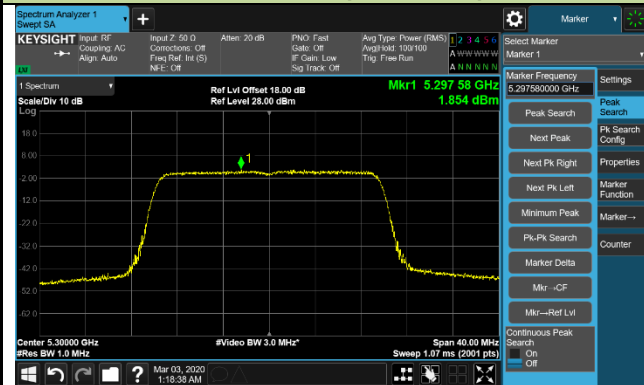 Spectrum Analyzer 1
Swept SA
Marker
KEYSIGHT
Input: RF
Coupling: AC
Align: Auto
Input Z: 50 Ω
Corrections: Off
Freq Ref: Int (S)
NFE: Off
Atten: 20 dB
PNO: Fast
Gate: Off
IF Gain: Low
Sig Track: Off
Avg Type: Power (RMS)
Avg|Hold: 100/100
Trig: Free Run
1 2 3 4 5 6
A W W W W W
A N N N N N
Select Marker
Marker 1
1 Spectrum
Scale/Div 10 dB
Log
Ref Lvl Offset 18.00 dB
Ref Level 28.00 dBm
Mkr1 5.297 58 GHz
1.854 dBm
18.0
8.00
-2.00
-12.0
-22.0
-32.0
-42.0
-52.0
-62.0
1
Center 5.30000 GHz
#Res BW 1.0 MHz
#Video BW 3.0 MHz*
Span 40.00 MHz
Sweep 1.07 ms (2001 pts)
Marker Frequency
5.297580000 GHz
Peak Search
Next Peak
Next Pk Right
Next Pk Left
Minimum Peak
Pk-Pk Search
Marker Delta
Mkr→CF
Mkr→Ref Lvl
Continuous Peak
Search
On
Off
Settings
Peak
Search
Pk Search
Config
Properties
Marker
Function
Marker→
Counter
Mar 03, 2020
1:18:38 AM